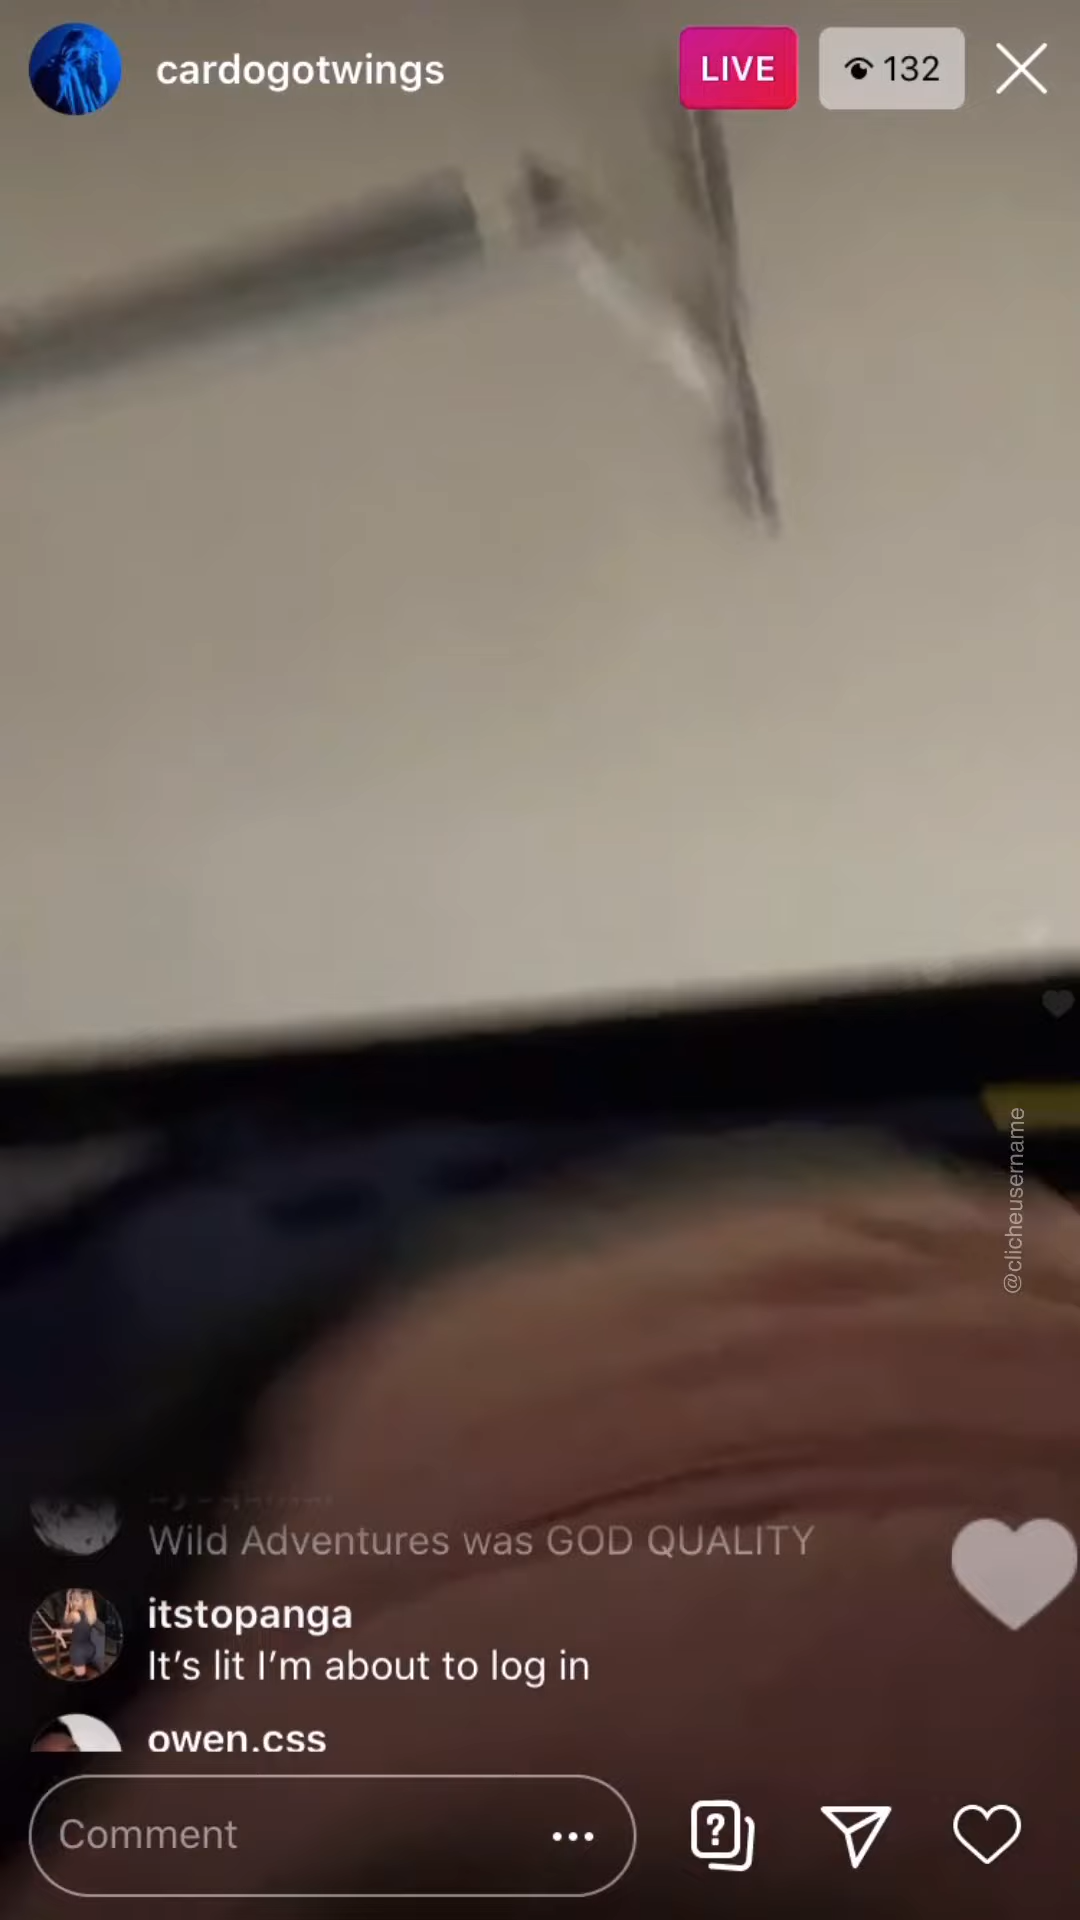 cardogotwings
LIVE
132
@clicheusername
Wild Adventures was GOD QUALITY
itstopanga
It's lit I'm about to log in
owen.css
Comment